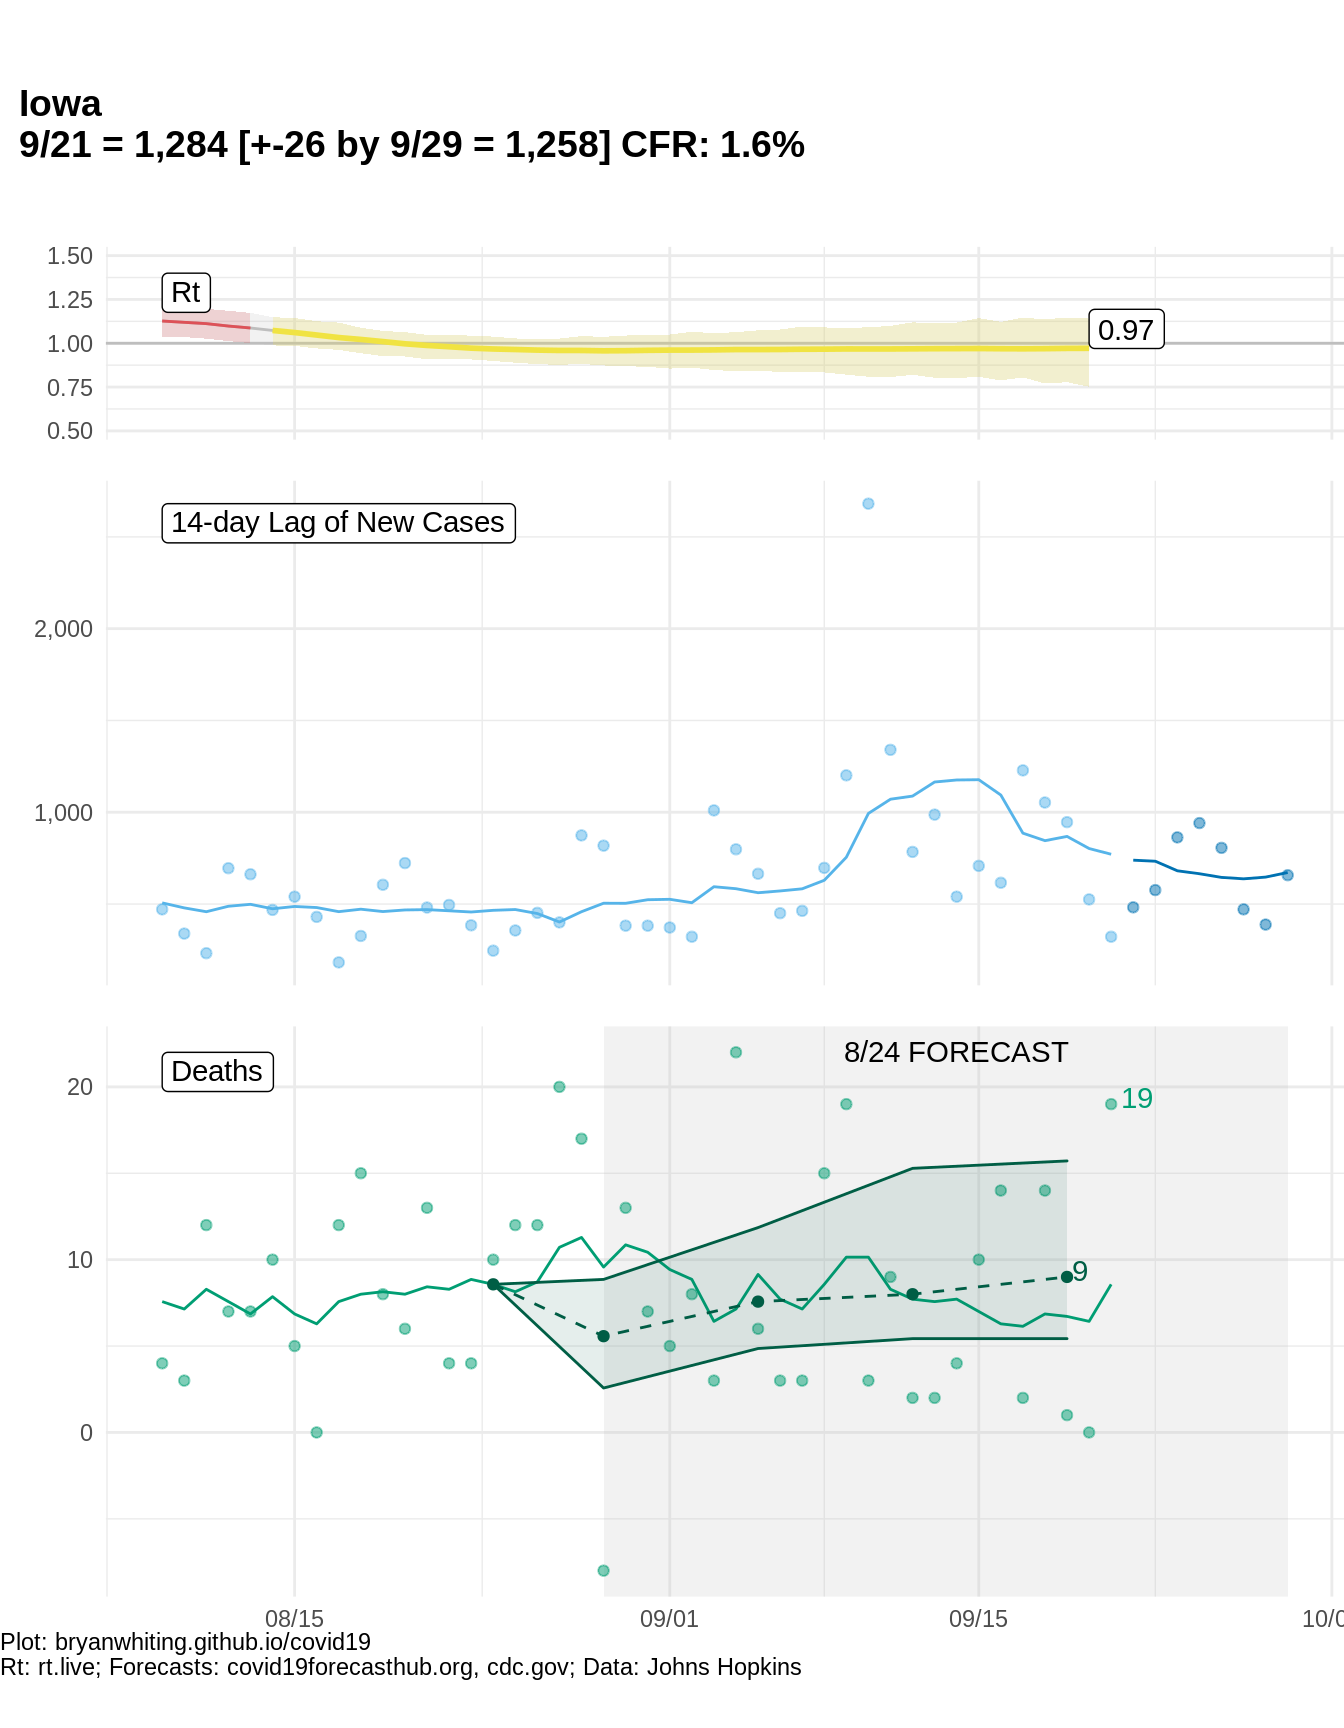 Iowa
9/21 = 1,284 [+-26 by 9/29 = 1,258] CFR: 1.6%
1.50
1.25
1.00
0.75
0.50
Rt
0.97
14-day Lag of New Cases
2,000
1,000
Deaths
8/24 FORECAST
20
10
0
19
9
08/15
09/01
09/15
10/0
Plot: bryanwhiting.github.io/covid19
Rt: rt.live; Forecasts: covid19forecasthub.org, cdc.gov; Data: Johns Hopkins